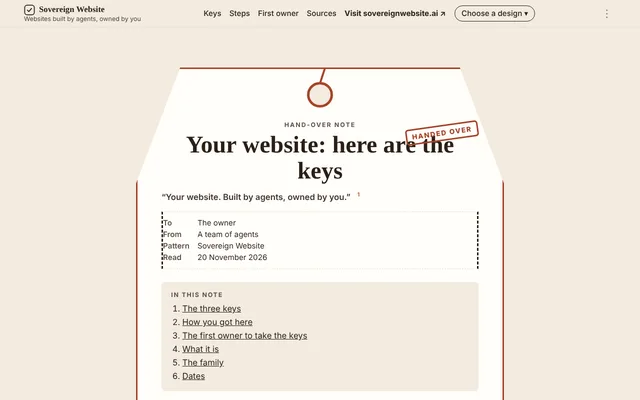 Sovereign Website
Websites built by agents, owned by you
Keys Steps First owner Sources Visit sovereignwebsite.ai ↗ Choose a design ▾
⋮
HAND-OVER NOTE
HANDED OVER
Your website: here are the
keys
“Your website. Built by agents, owned by you.” 1
To The owner
From A team of agents
Pattern Sovereign Website
Read 20 November 2026
IN THIS NOTE
1. The three keys
2. How you got here
3. The first owner to take the keys
4. What it is
5. The family
6. Dates